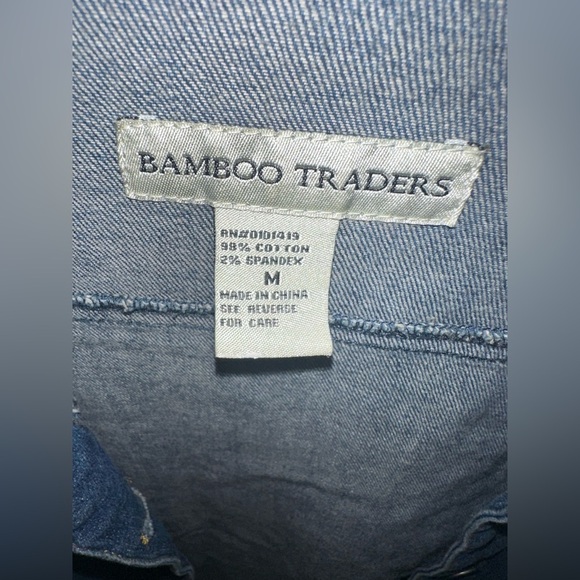 BAMBOO TRADERS
RN#0101419
98% COTTON
2% SPANDEX
M
MADE IN CHINA
SEE REVERSE
FOR CARE